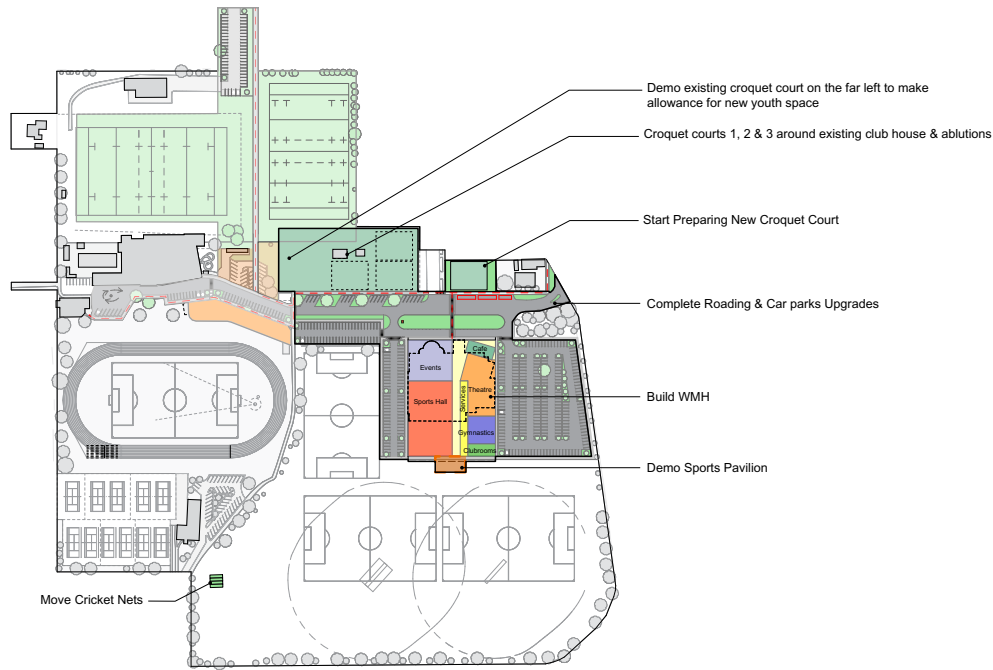 Demo existing croquet court on the far left to make
allowance for new youth space
Croquet courts 1, 2 & 3 around existing club house & ablutions
Start Preparing New Croquet Court
Complete Roading & Car parks Upgrades
Cafe
Events
Theatre
Services
Sports Hall
Build WMH
Gymnastics
Clubrooms
Demo Sports Pavilion
Move Cricket Nets